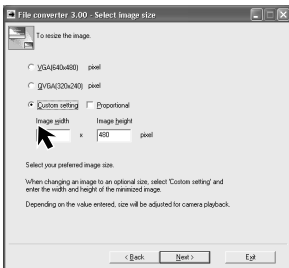 File converter 3.00 - Select image size
To resize the image.
VGA(640x480) pixel
QVGA(320x240) pixel
Custom setting Proportional
Image width Image height
x 480 pixel
Select your preferred image size.
When changing an image to an optional size, select 'Costom setting' and
enter the width and height of the minimized image.
Depending on the value entered, size will be adjusted for camera playback.
< Back Next > Exit